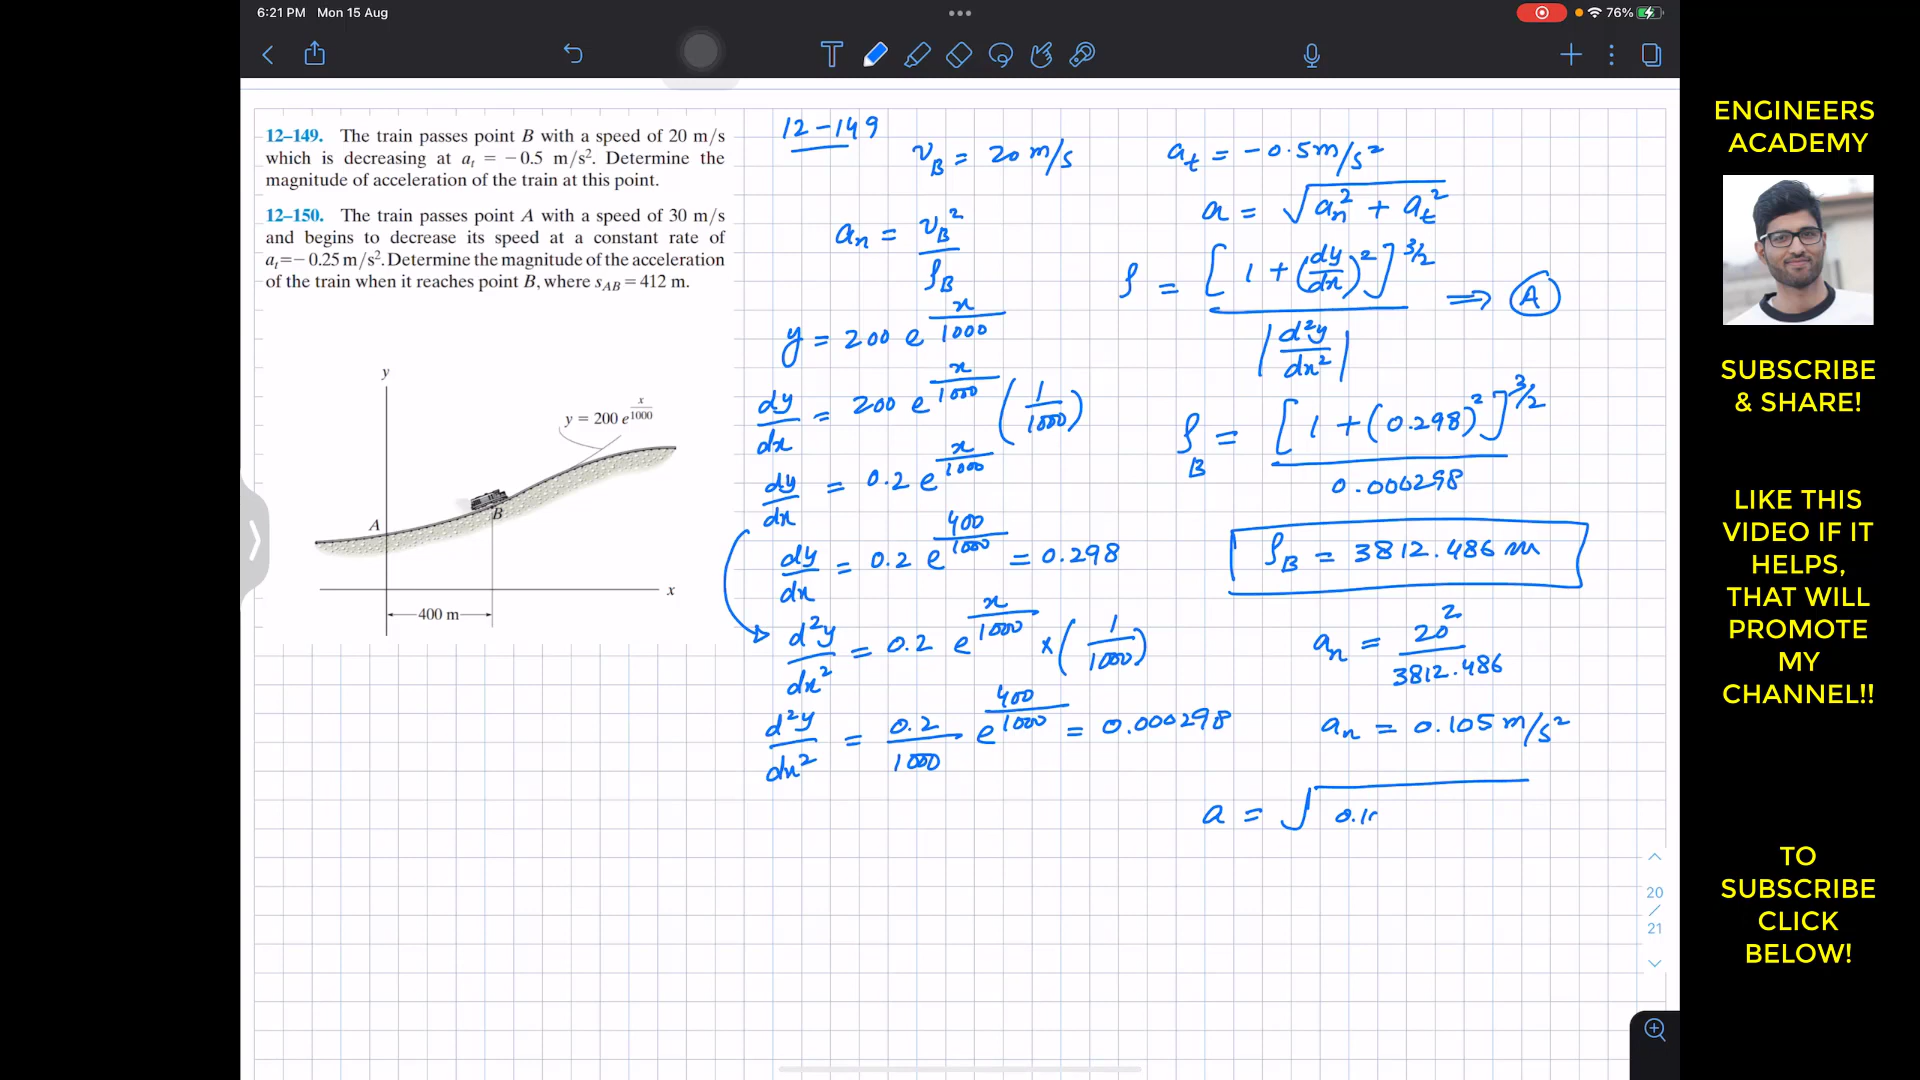 6:21 PM Mon 15 Aug
76%
12–149. The train passes point B with a speed of 20 m/s
which is decreasing at aₜ = −0.5 m/s². Determine the
magnitude of acceleration of the train at this point.
12–150. The train passes point A with a speed of 30 m/s
and begins to decrease its speed at a constant rate of
aₜ=−0.25 m/s². Determine the magnitude of the acceleration
of the train when it reaches point B, where s_AB = 412 m.
y
y = 200 e^(x/1000)
A
B
x
400 m
12-149
v_B = 20 m/s
aₙ = v_B²/ρ_B
y = 200 e^(x/1000)
dy/dx = 200 e^(x/1000) (1/1000)
dy/dx = 0.2 e^(x/1000)
dy/dx = 0.2 e^(400/1000) = 0.298
d²y/dx² = 0.2 e^(x/1000) × (1/1000)
d²y/dx² = 0.2/1000 e^(400/1000) = 0.000298
aₜ = -0.5 m/s²
a = √(aₙ² + aₜ²)
ρ = [1 + (dy/dx)²]^(3/2) / |d²y/dx²| ⇒ A
ρ_B = [1 + (0.298)²]^(3/2) / 0.000298
ρ_B = 3812.486 m
aₙ = 20²/3812.486
aₙ = 0.105 m/s²
a = √ 0.1
20
/
21
ENGINEERS
ACADEMY
SUBSCRIBE
& SHARE!
LIKE THIS
VIDEO IF IT
HELPS,
THAT WILL
PROMOTE
MY
CHANNEL!!
TO
SUBSCRIBE
CLICK
BELOW!